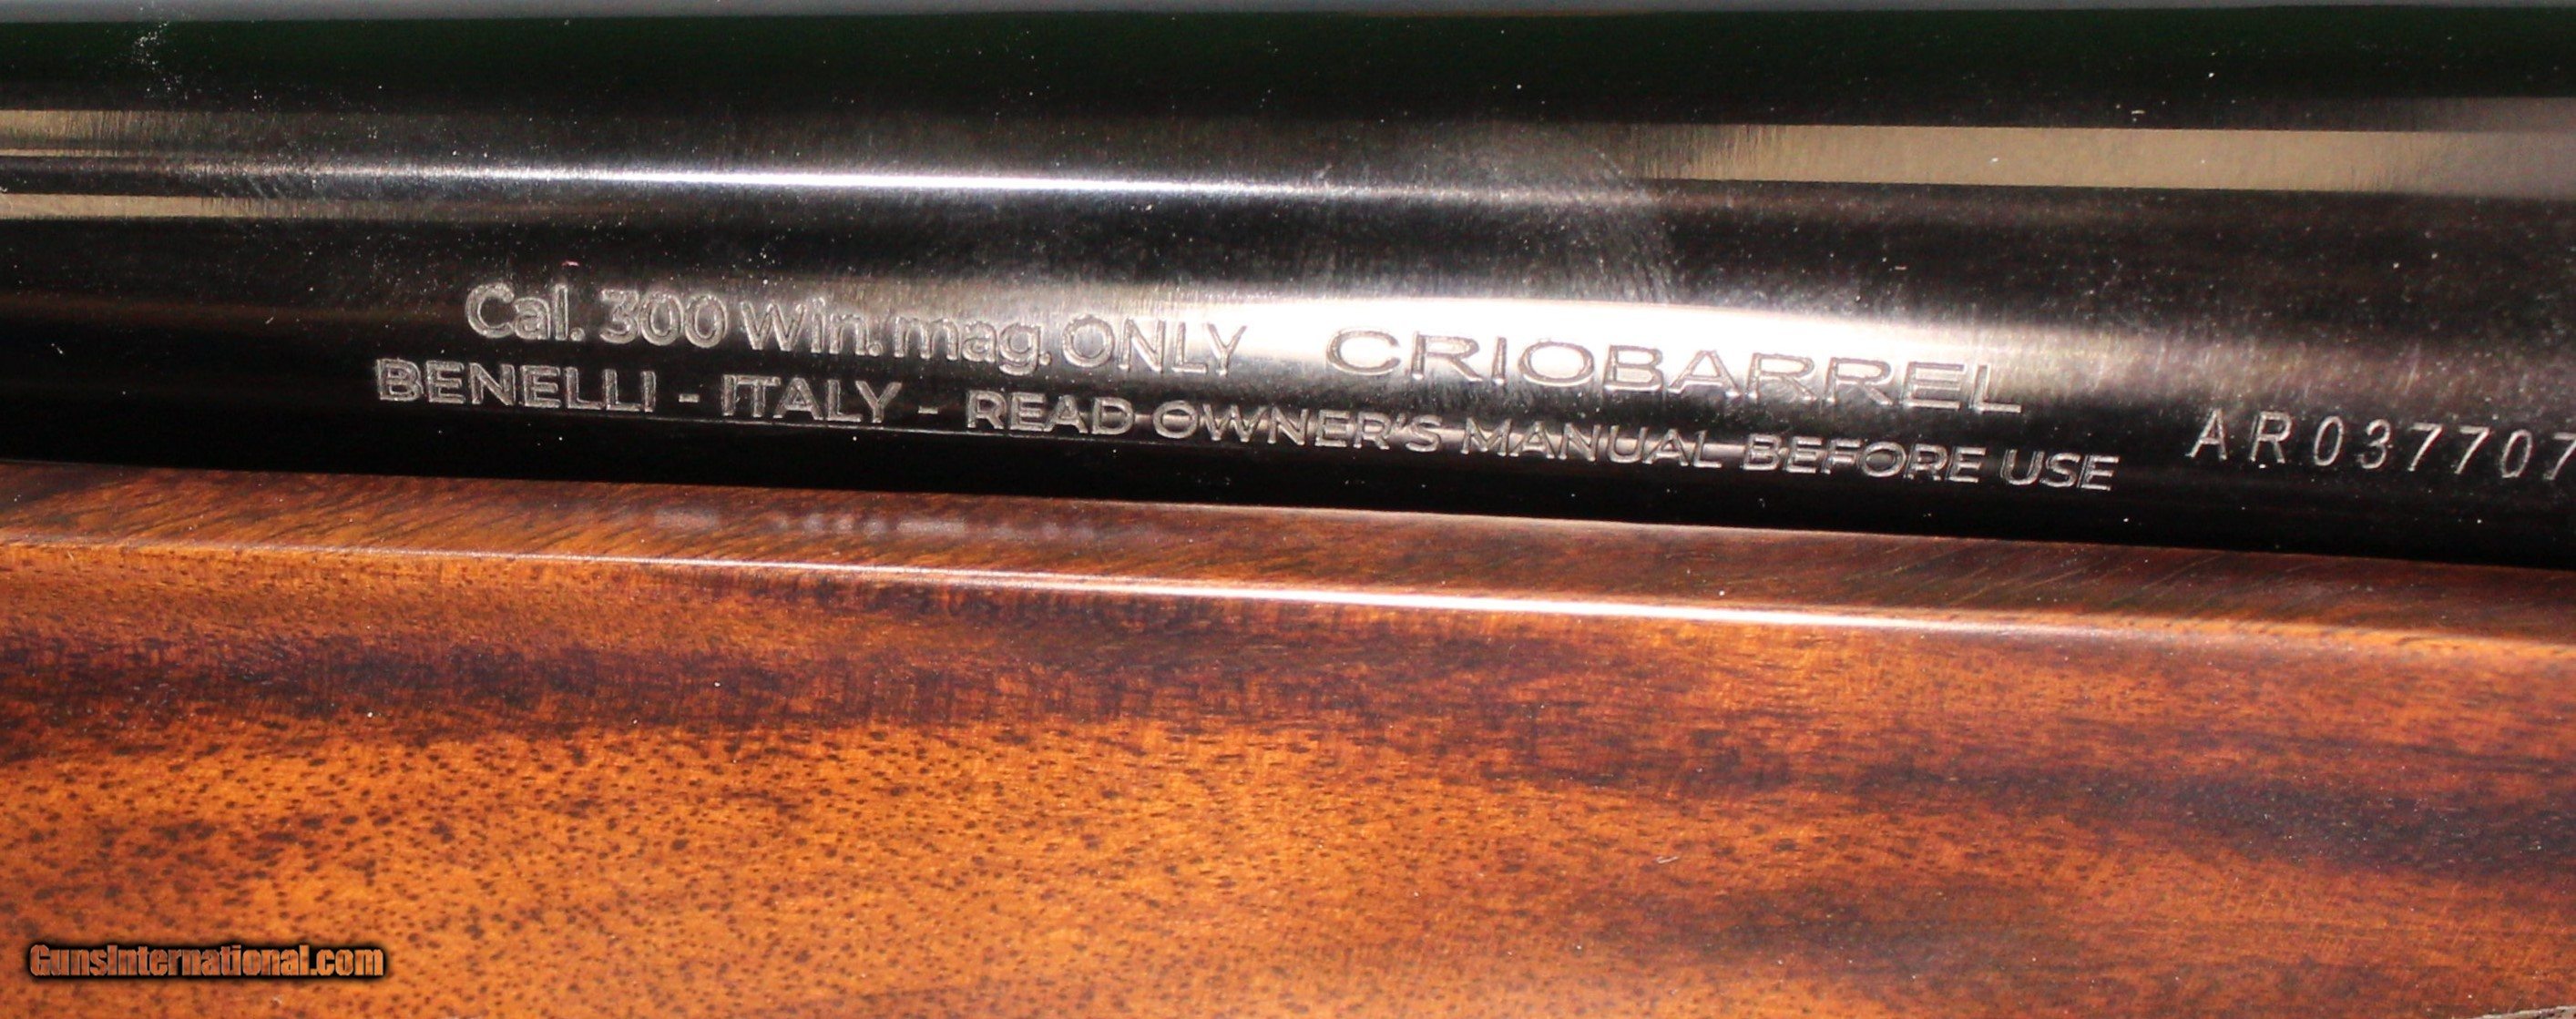 Cal. 300 Win. mag. ONLY CRIOBARREL
BENELLI - ITALY - READ OWNER'S MANUAL BEFORE USE
AR037707
GunsInternational.com